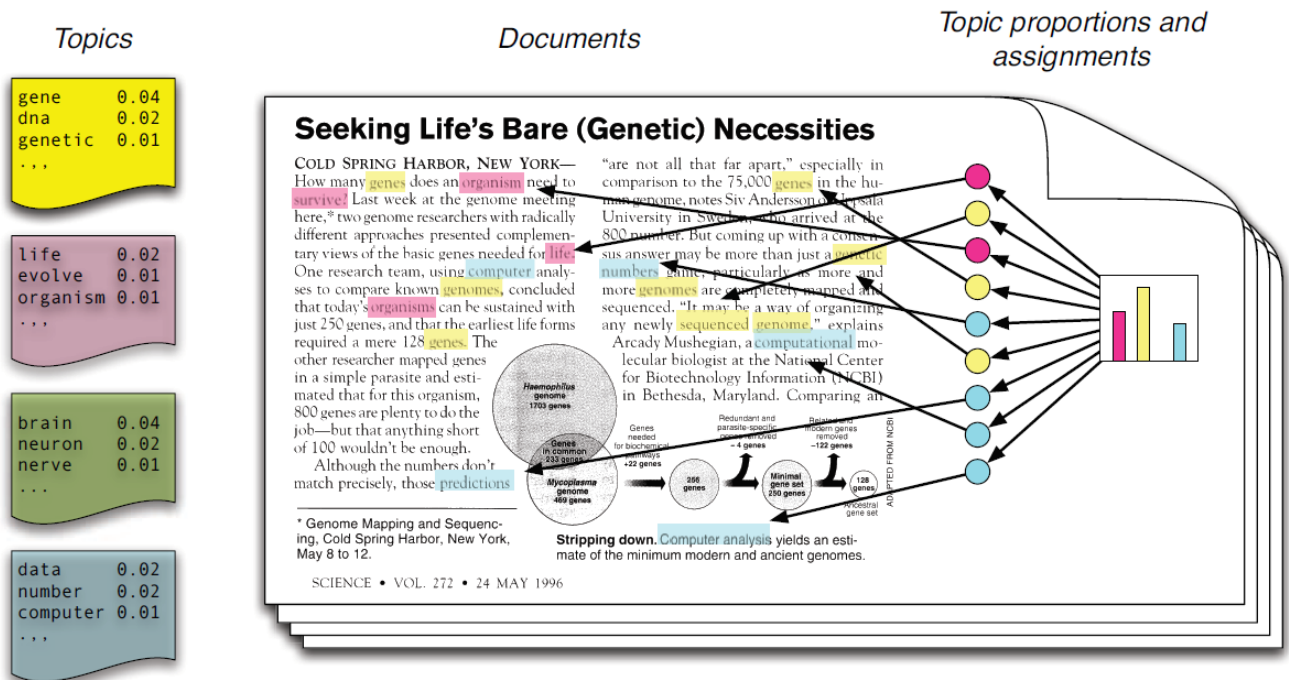 Topics
gene 0.04
dna 0.02
genetic 0.01
.,,
life 0.02
evolve 0.01
organism 0.01
.,,
brain 0.04
neuron 0.02
nerve 0.01
...
data 0.02
number 0.02
computer 0.01
.,,
Documents
Seeking Life's Bare (Genetic) Necessities
COLD SPRING HARBOR, NEW YORK—
How many genes does an organism need to
survive? Last week at the genome meeting
here,* two genome researchers with radically
different approaches presented complemen-
tary views of the basic genes needed for life.
One research team, using computer analy-
ses to compare known genomes, concluded
that today's organisms can be sustained with
just 250 genes, and that the earliest life forms
required a mere 128 genes. The
other researcher mapped genes
in a simple parasite and esti-
mated that for this organism,
800 genes are plenty to do the
job—but that anything short
of 100 wouldn't be enough.
Although the numbers don't
match precisely, those predictions
* Genome Mapping and Sequenc-
ing, Cold Spring Harbor, New York,
May 8 to 12.
"are not all that far apart," especially in
comparison to the 75,000 genes in the hu-
man genome, notes Siv Andersson of Uppsala
University in Sweden, who arrived at the
800 number. But coming up with a consen-
sus answer may be more than just a genetic
numbers game, particularly as more and
more genomes are completely mapped and
sequenced. "It may be a way of organizing
any newly sequenced genome," explains
Arcady Mushegian, a computational mo-
lecular biologist at the National Center
for Biotechnology Information (NCBI)
in Bethesda, Maryland. Comparing an
Haemophilus
genome
1703 genes
Genes
in common
233 genes
Mycoplasma
genome
469 genes
Genes
needed
for biochemical
pathways
+22 genes
256
genes
Redundant and
parasite-specific
genes removed
– 4 genes
Minimal
gene set
250 genes
Related and
modern genes
removed
–122 genes
128
genes
Ancestral
gene set
ADAPTED FROM NCBI
Stripping down. Computer analysis yields an esti-
mate of the minimum modern and ancient genomes.
SCIENCE • VOL. 272 • 24 MAY 1996
Topic proportions and
assignments